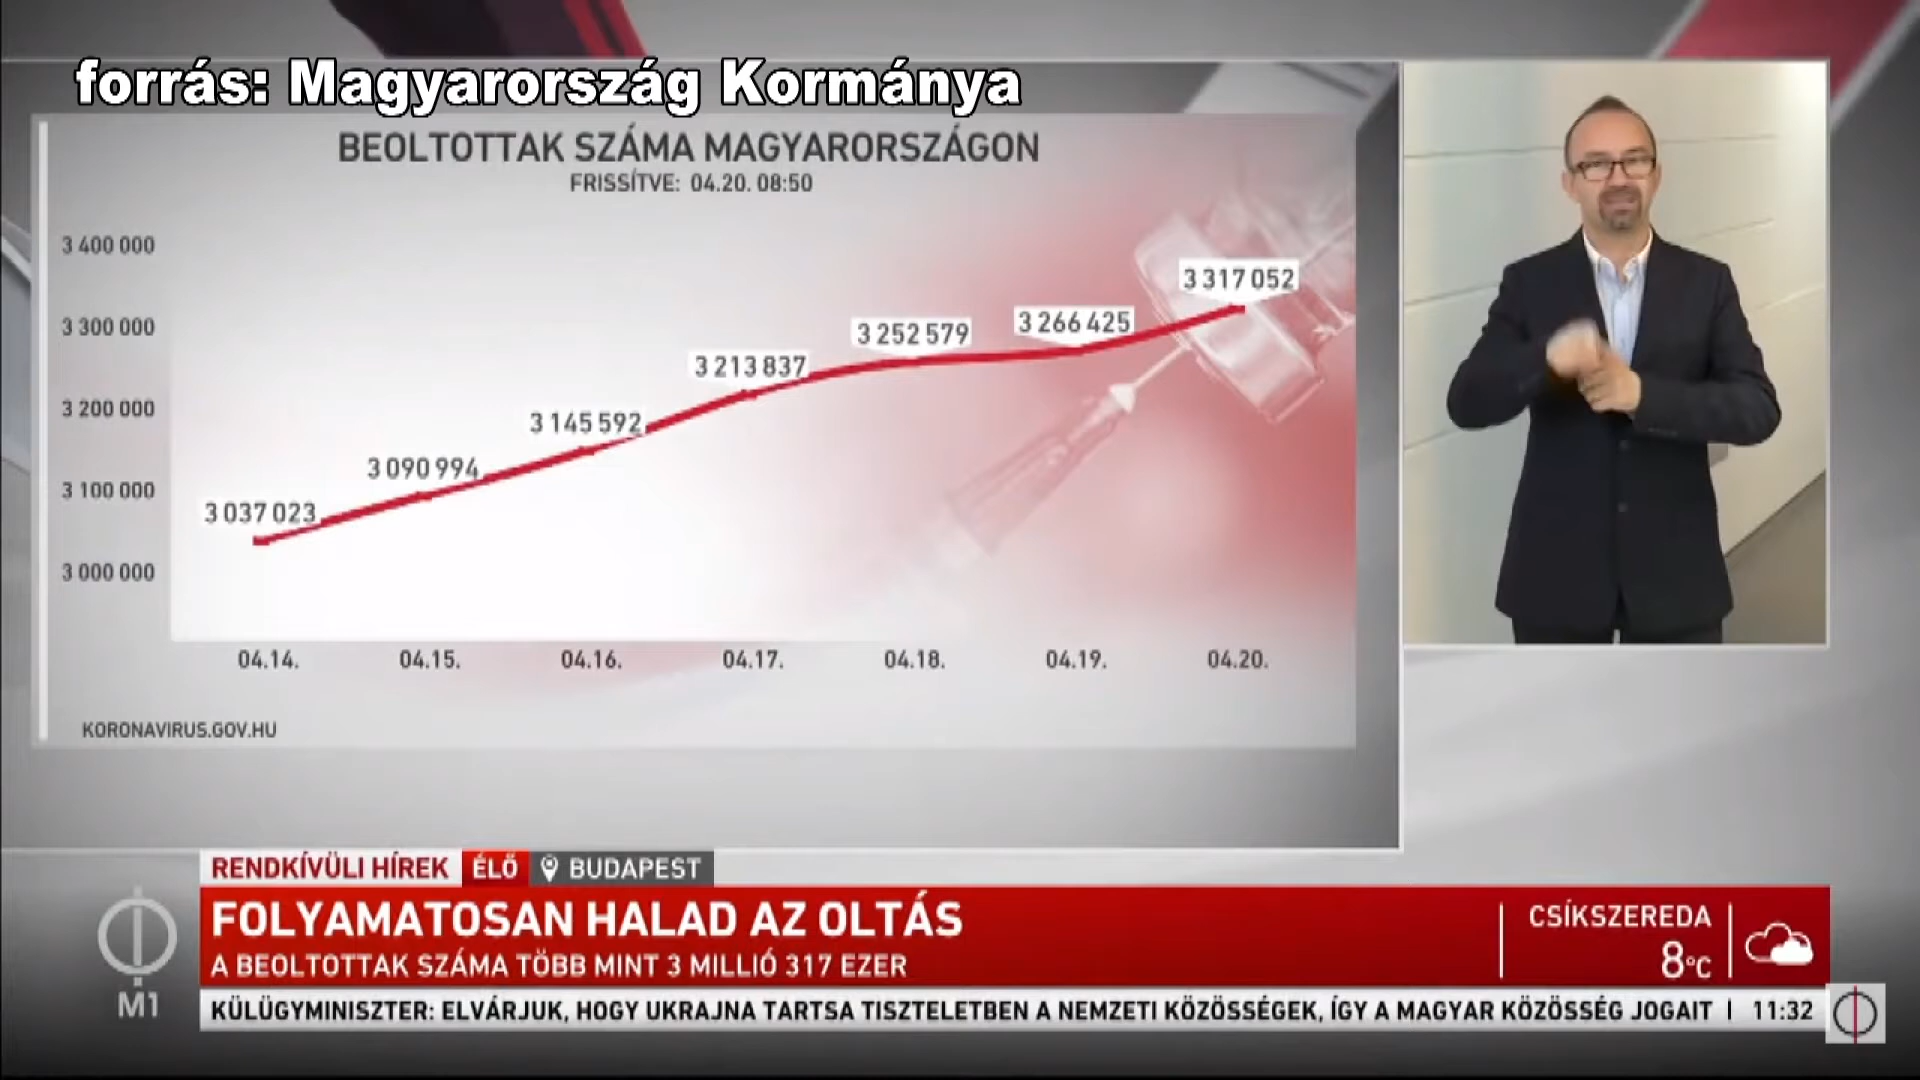 forrás: Magyarország Kormánya
BEOLTOTTAK SZÁMA MAGYARORSZÁGON
FRISSÍTVE: 04.20. 08:50
3 400 000
3 300 000
3 200 000
3 100 000
3 000 000
3 037 023
3 090 994
3 145 592
3 213 837
3 252 579
3 266 425
3 317 052
04.14. 04.15. 04.16. 04.17. 04.18. 04.19. 04.20.
KORONAVIRUS.GOV.HU
RENDKÍVÜLI HÍREK ÉLŐ BUDAPEST
FOLYAMATOSAN HALAD AZ OLTÁS
A BEOLTOTTAK SZÁMA TÖBB MINT 3 MILLIÓ 317 EZER
CSÍKSZEREDA
8°C
M1
KÜLÜGYMINISZTER: ELVÁRJUK, HOGY UKRAJNA TARTSA TISZTELETBEN A NEMZETI KÖZÖSSÉGEK, ÍGY A MAGYAR KÖZÖSSÉG JOGAIT | 11:32